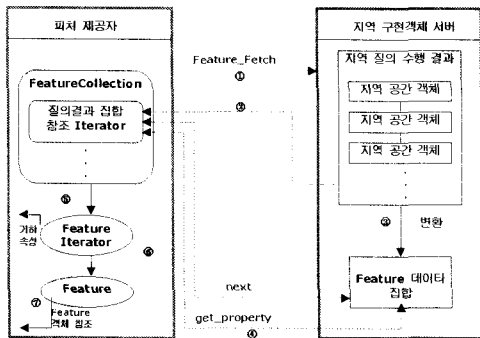 피처 제공자
FeatureCollection
질의결과 집합
참조 Iterator
⑤
기하
속성
Feature
Iterator
⑥
⑦
Feature
Feature
객체 참조
Feature_Fetch
①
②
next
get_property
④
지역 구현객체 서버
지역 질의 수행 결과
지역 공간 객체
지역 공간 객체
지역 공간 객체
③
변환
Feature 데이타
집합